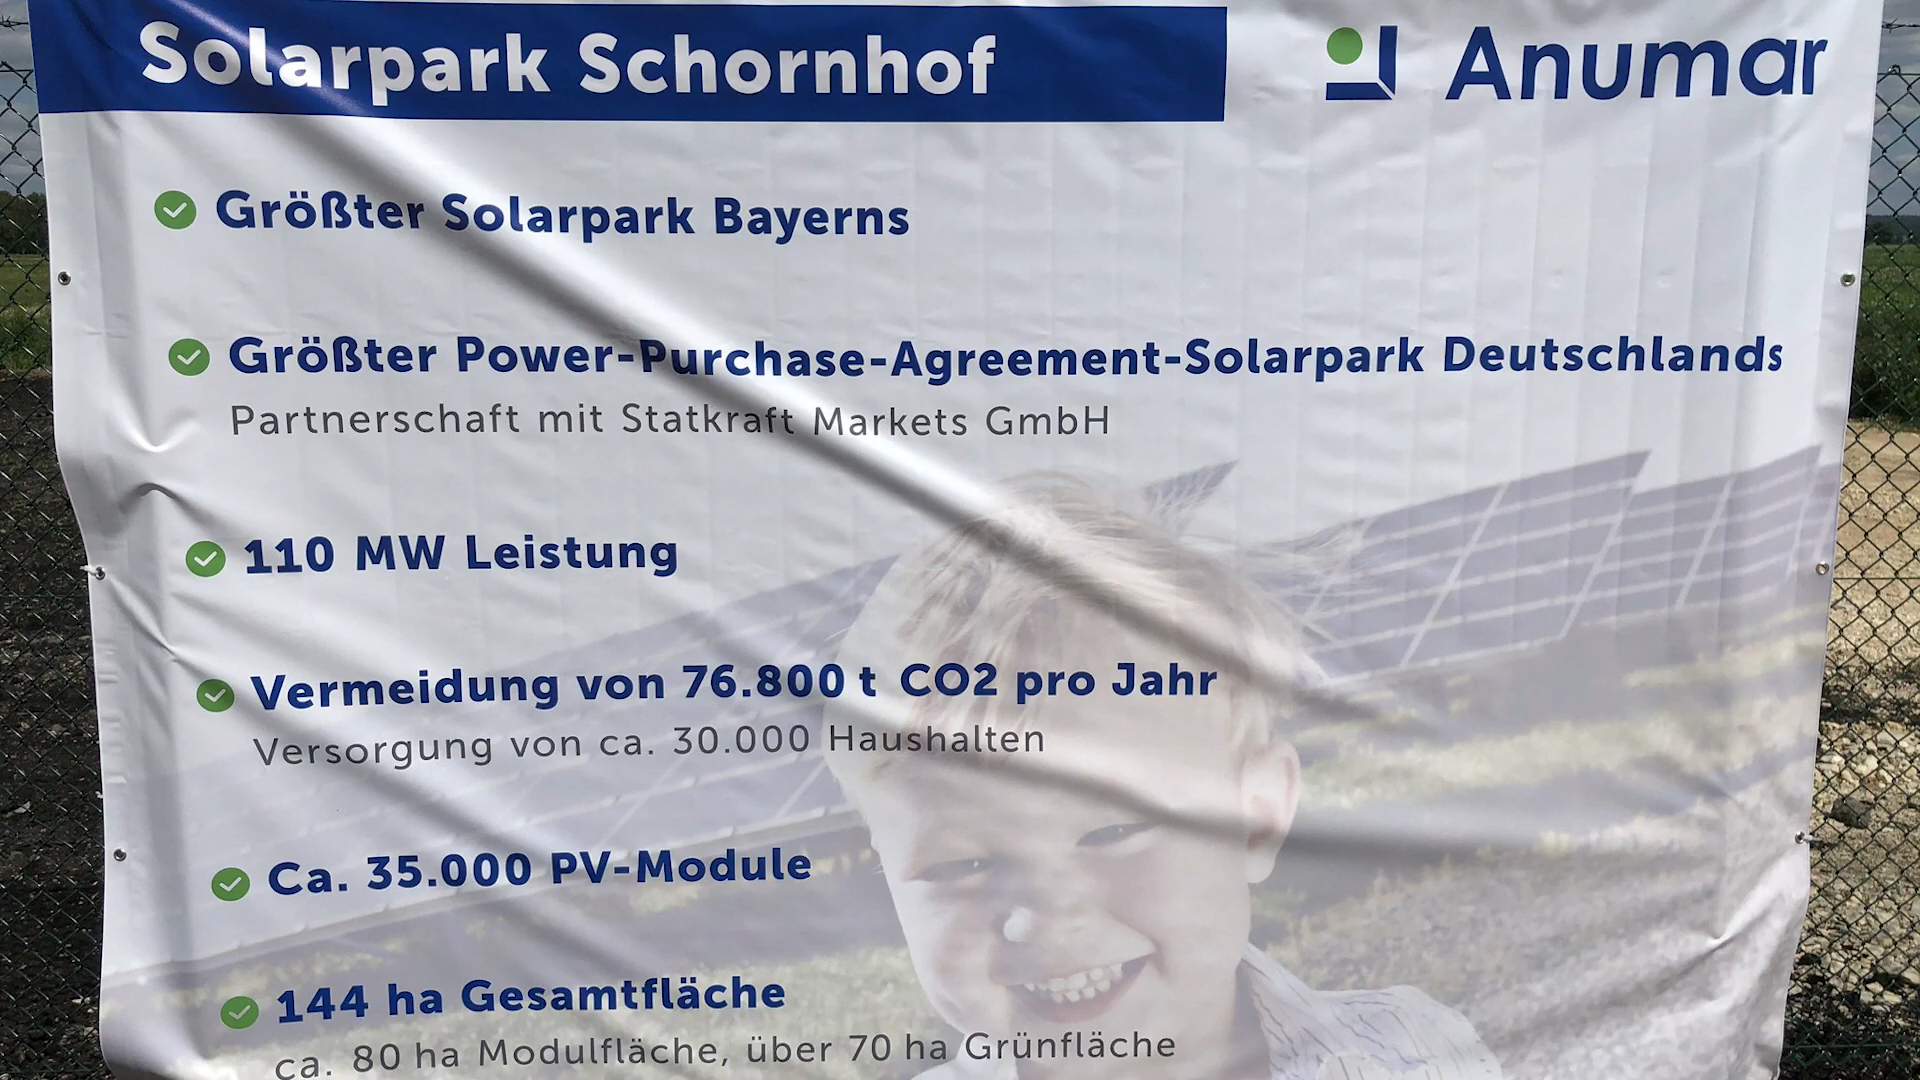 Solarpark Schornhof
Anumar
Größter Solarpark Bayerns
Größter Power-Purchase-Agreement-Solarpark Deutschlands
Partnerschaft mit Statkraft Markets GmbH
110 MW Leistung
Vermeidung von 76.800 t CO2 pro Jahr
Versorgung von ca. 30.000 Haushalten
Ca. 35.000 PV-Module
144 ha Gesamtfläche
ca. 80 ha Modulfläche, über 70 ha Grünfläche